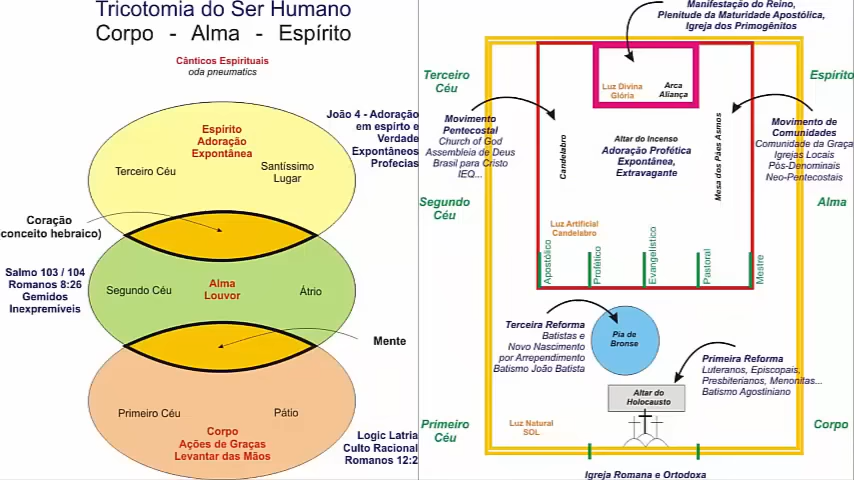 Tricotomia do Ser Humano
Corpo - Alma - Espírito
Cânticos Espirituais
oda pneumatics
Espírito
Adoração
Expontânea
Terceiro Céu
Santíssimo
Lugar
João 4 - Adoração
em espírto e
Verdade
Expontâneos
Profecias
Coração
(conceito hebraico)
Salmo 103 / 104
Romanos 8:26
Gemidos
Inexpremíveis
Segundo Céu
Alma
Louvor
Átrio
Mente
Primeiro Céu
Pátio
Corpo
Ações de Graças
Levantar das Mãos
Logic Latria
Culto Racional
Romanos 12:2
Manifestação do Reino,
Plenitude da Maturidade Apostólica,
Igreja dos Primogênitos
Terceiro
Céu
Espírito
Luz Divina
Glória
Arca
Aliança
Movimento
Pentecostal
Church of God
Assembleia de Deus
Brasil para Cristo
IEQ...
Candelabro
Altar do Incenso
Adoração Profética
Expontânea,
Extravagante
Mesa dos Pães Asmos
Movimento de
Comunidades
Comunidade da Graça
Igrejas Locais
Pós-Denominais
Neo-Pentecostais
Segundo
Céu
Alma
Luz Artificial
Candelabro
Apostólico
Profélico
Evangelístico
Pastoral
Mestre
Terceira Reforma
Batistas e
Novo Nascimento
por Arrependimento
Batismo João Batista
Pia de
Bronse
Primeira Reforma
Luteranos, Episcopais,
Presbiterianos, Menonitas...
Batismo Agostiniano
Altar do
Holocausto
Primeiro
Céu
Luz Natural
SOL
Corpo
Igreja Romana e Ortodoxa